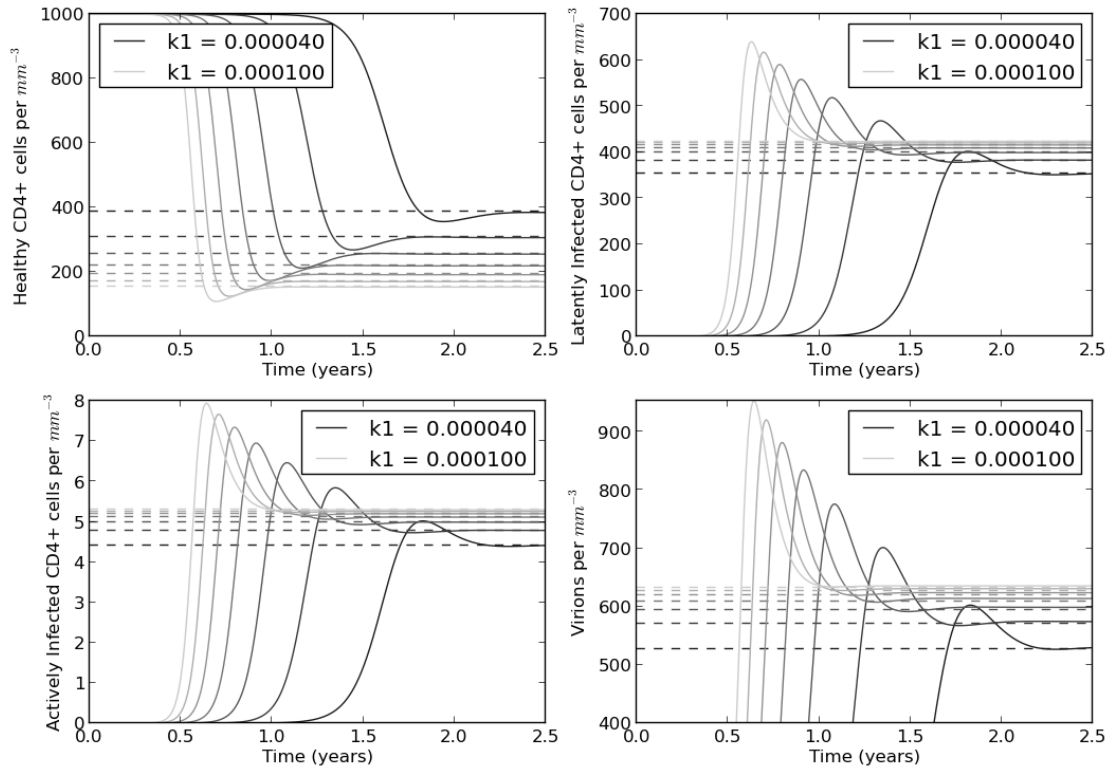 Healthy CD4+ cells per mm⁻³
1000
800
600
400
200
0
k1 = 0.000040
k1 = 0.000100
0.0 0.5 1.0 1.5 2.0 2.5
Time (years)
Latently Infected CD4+ cells per mm⁻³
700
600
500
400
300
200
100
0
k1 = 0.000040
k1 = 0.000100
0.0 0.5 1.0 1.5 2.0 2.5
Time (years)
Actively Infected CD4+ cells per mm⁻³
8
7
6
5
4
3
2
1
0
k1 = 0.000040
k1 = 0.000100
0.0 0.5 1.0 1.5 2.0 2.5
Time (years)
Virions per mm⁻³
900
800
700
600
500
400
k1 = 0.000040
k1 = 0.000100
0.0 0.5 1.0 1.5 2.0 2.5
Time (years)